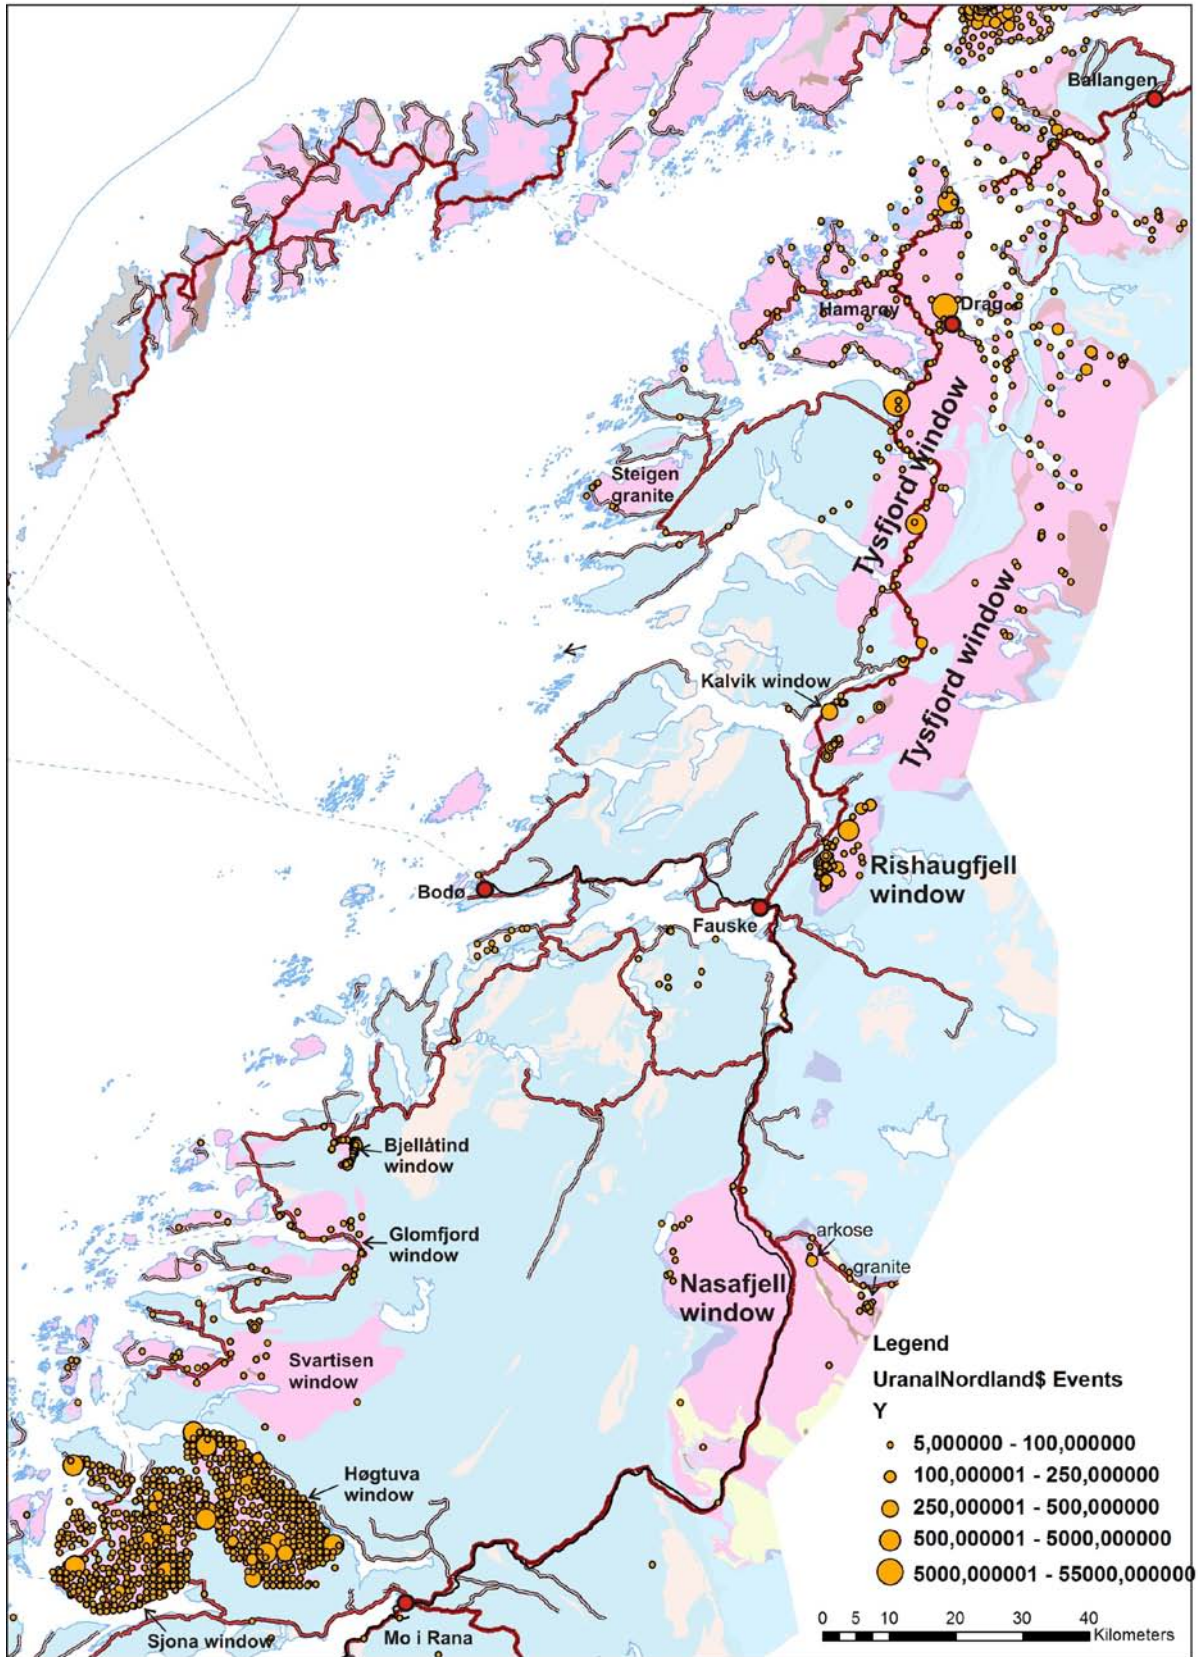 Ballangen
Hamarøy
Drag
Tysfjord window
Steigen
granite
Tysfjord window
Kalvik window
Rishaugfjell
window
Bodø
Fauske
Bjellåtind
window
Glomfjord
window
arkose
granite
Nasafjell
window
Svartisen
window
Høgtuva
window
Sjona window
Mo i Rana
Legend
UranalNordland$ Events
Y
5,000000 - 100,000000
100,000001 - 250,000000
250,000001 - 500,000000
500,000001 - 5000,000000
5000,000001 - 55000,000000
0 5 10 20 30 40
Kilometers